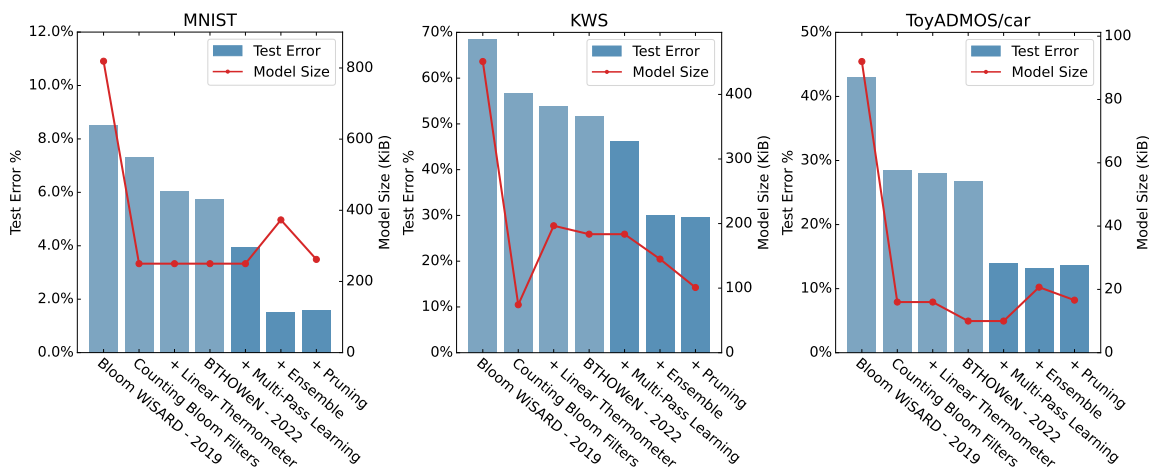 MNIST
12.0%
10.0%
8.0%
6.0%
4.0%
2.0%
0.0%
Test Error %
Test Error
Model Size
800
600
400
200
0
Model Size (KiB)
Bloom WiSARD - 2019
Counting Bloom Filters
+ Linear Thermometer
BTHOWeN - 2022
+ Multi-Pass Learning
+ Ensemble
+ Pruning
KWS
70%
60%
50%
40%
30%
20%
10%
0%
Test Error %
Test Error
Model Size
400
300
200
100
0
Model Size (KiB)
Bloom WiSARD - 2019
Counting Bloom Filters
+ Linear Thermometer
BTHOWeN - 2022
+ Multi-Pass Learning
+ Ensemble
+ Pruning
ToyADMOS/car
50%
40%
30%
20%
10%
0%
Test Error %
Test Error
Model Size
100
80
60
40
20
0
Model Size (KiB)
Bloom WiSARD - 2019
Counting Bloom Filters
+ Linear Thermometer
BTHOWeN - 2022
+ Multi-Pass Learning
+ Ensemble
+ Pruning